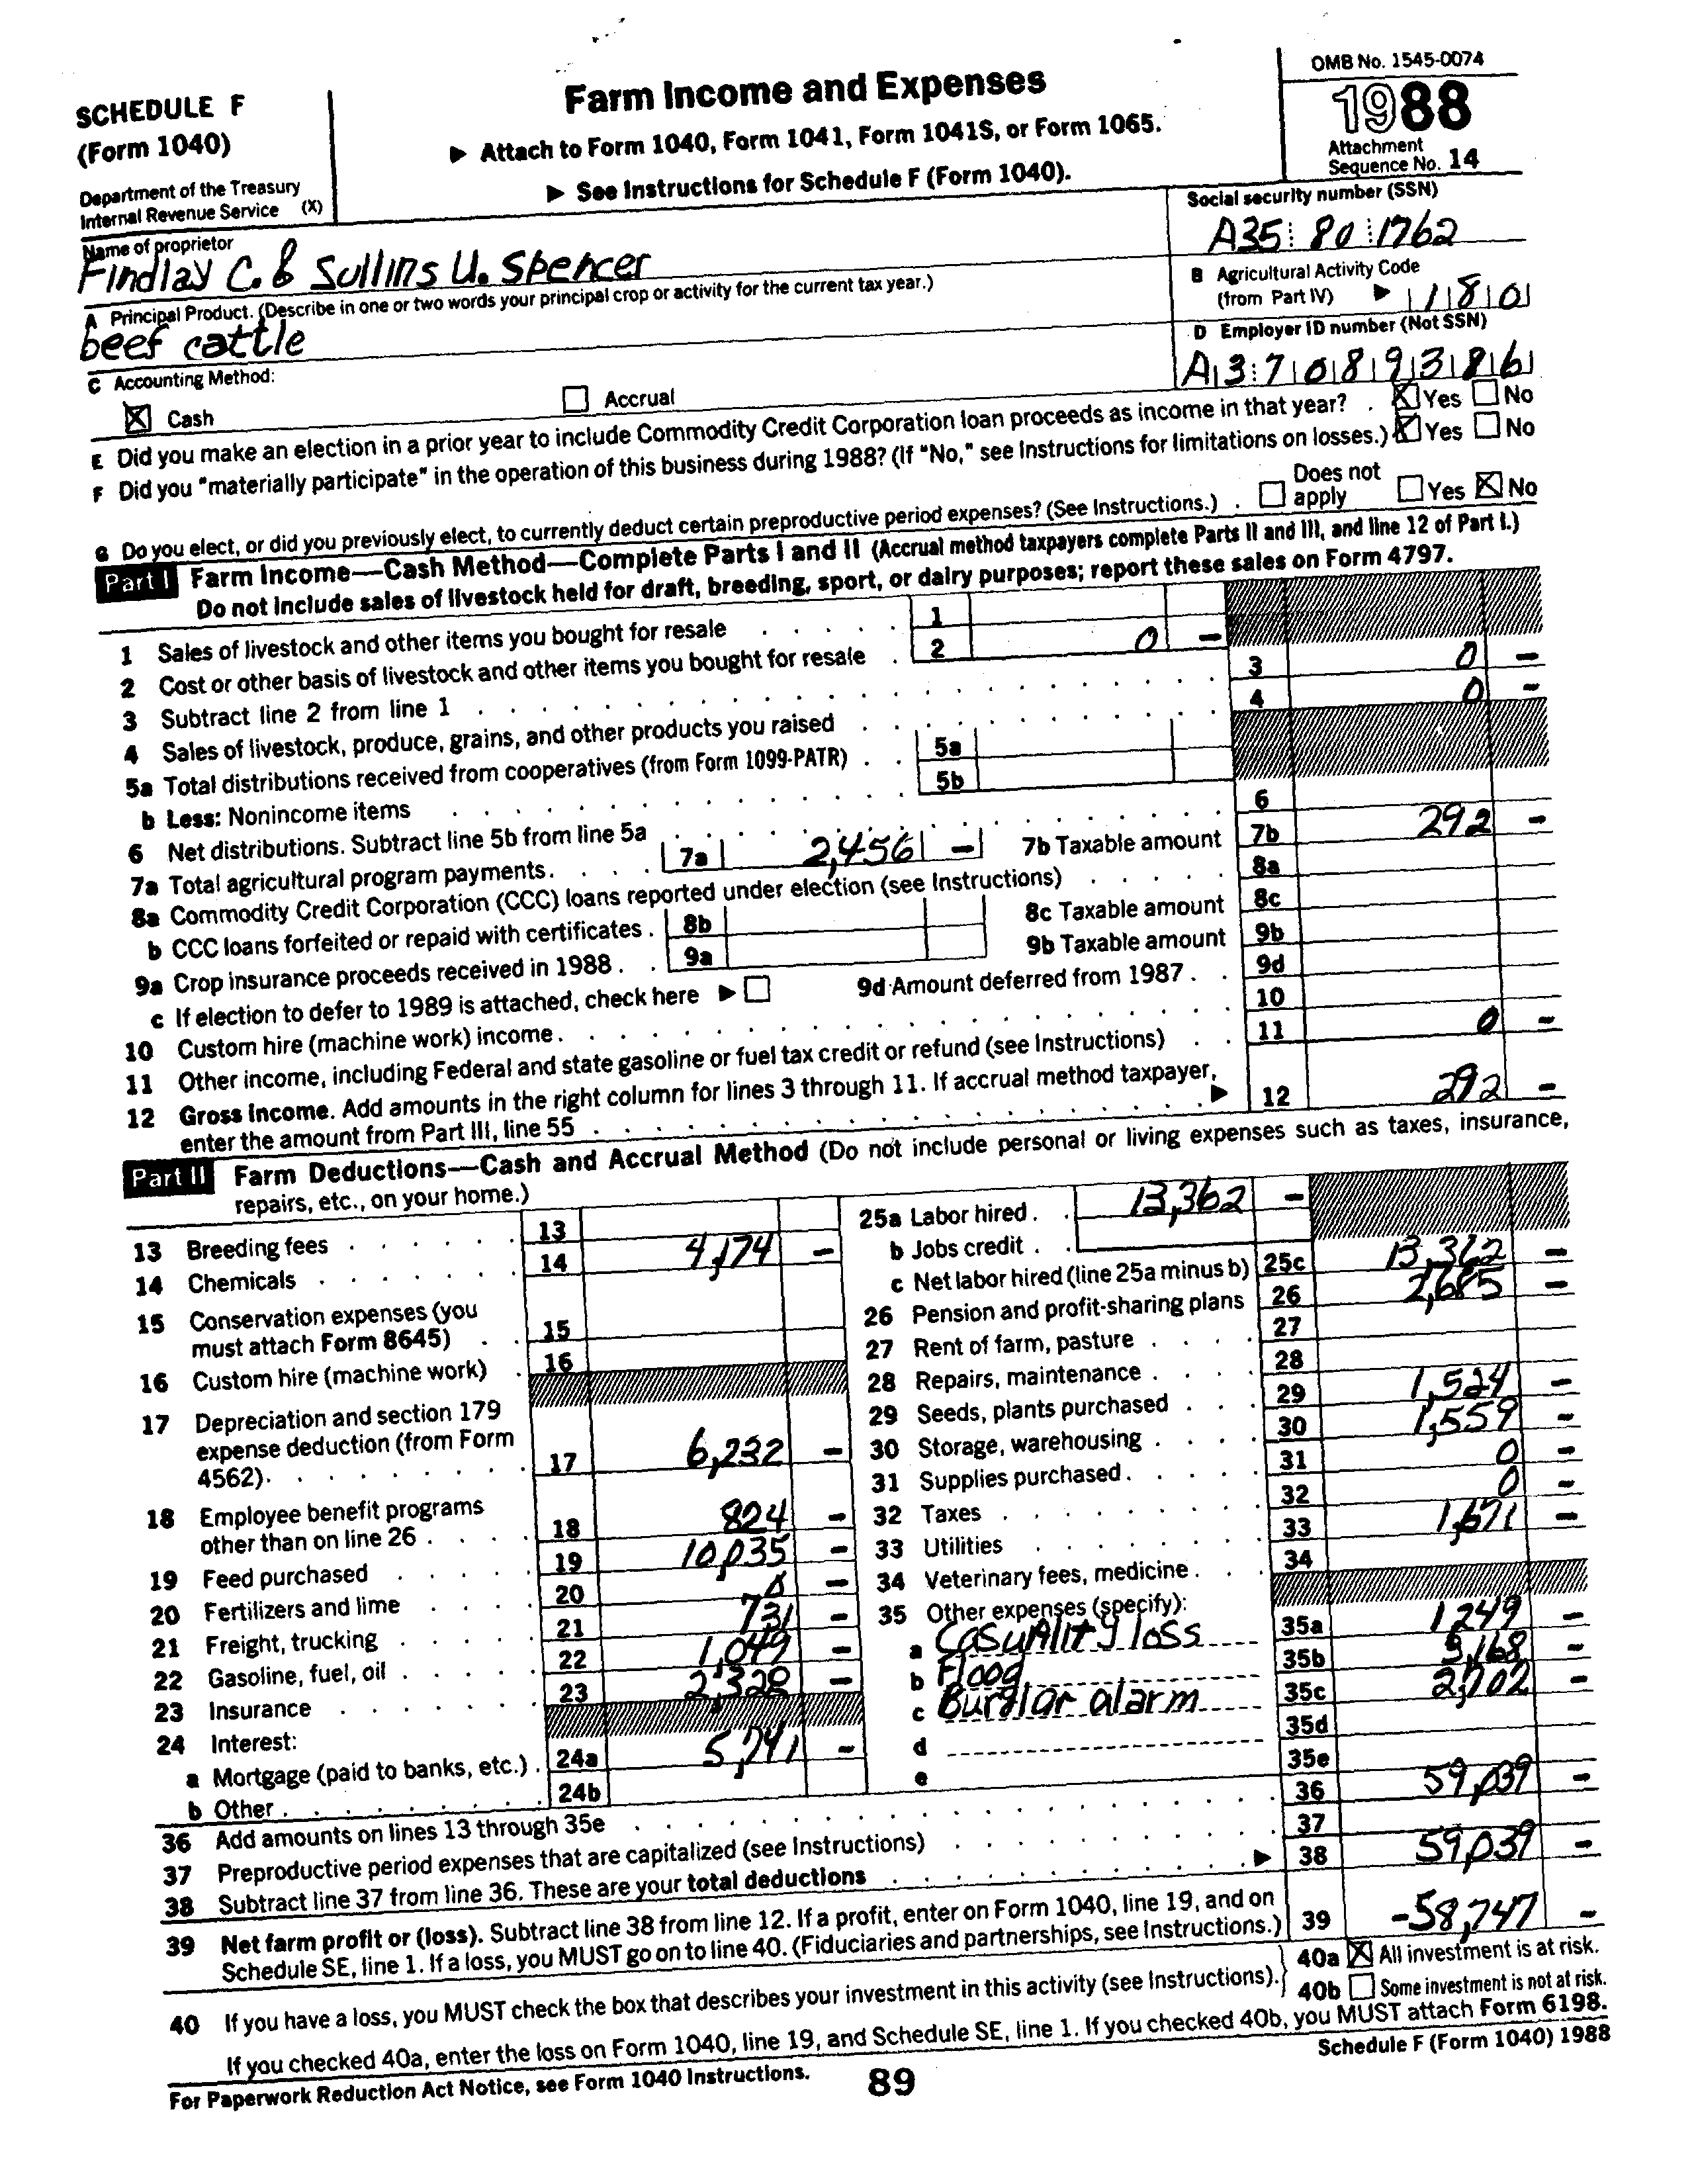 SCHEDULE F
(Form 1040)
Department of the Treasury
Internal Revenue Service (X)
Farm Income and Expenses
▶ Attach to Form 1040, Form 1041, Form 1041S, or Form 1065.
▶ See Instructions for Schedule F (Form 1040).
OMB No. 1545-0074
1988
Attachment
Sequence No. 14
Name of proprietor
Findlay C. & Sullins U. Spencer
Social security number (SSN)
A35 80 1762
A Principal Product. (Describe in one or two words your principal crop or activity for the current tax year.)
beef cattle
B Agricultural Activity Code
(from Part IV) ▶ 1 8 0
C Accounting Method:
D Employer ID number (Not SSN)
A 3 7 0 8 9 3 8 6
Cash Accrual
E Did you make an election in a prior year to include Commodity Credit Corporation loan proceeds as income in that year? . Yes No
F Did you "materially participate" in the operation of this business during 1988? (If "No," see Instructions for limitations on losses.) Yes No
G Do you elect, or did you previously elect, to currently deduct certain preproductive period expenses? (See Instructions.) . Does not apply Yes No
Part I Farm Income—Cash Method—Complete Parts I and II (Accrual method taxpayers complete Parts II and III, and line 12 of Part I.)
Do not include sales of livestock held for draft, breeding, sport, or dairy purposes; report these sales on Form 4797.
1 Sales of livestock and other items you bought for resale 1
2 Cost or other basis of livestock and other items you bought for resale 2 0 -
3 Subtract line 2 from line 1 3 0 -
4 Sales of livestock, produce, grains, and other products you raised 4 0 -
5a Total distributions received from cooperatives (from Form 1099-PATR) 5a
b Less: Nonincome items 5b
6 Net distributions. Subtract line 5b from line 5a 6
7a Total agricultural program payments. 7a 2,456 - 7b Taxable amount 7b 292 -
8a Commodity Credit Corporation (CCC) loans reported under election (see Instructions) 8a
b CCC loans forfeited or repaid with certificates . 8b 8c Taxable amount 8c
9a Crop insurance proceeds received in 1988 . 9a 9b Taxable amount 9b
c If election to defer to 1989 is attached, check here ▶ 9d Amount deferred from 1987 . 9d
10 Custom hire (machine work) income . 10
11 Other income, including Federal and state gasoline or fuel tax credit or refund (see Instructions) 11 0 -
12 Gross income. Add amounts in the right column for lines 3 through 11. If accrual method taxpayer,
enter the amount from Part III, line 55 ▶ 12 292 -
Part II Farm Deductions—Cash and Accrual Method (Do not include personal or living expenses such as taxes, insurance,
repairs, etc., on your home.)
13 Breeding fees 13
14 Chemicals 14 4,174 -
15 Conservation expenses (you
must attach Form 8645) 15
16 Custom hire (machine work) 16
17 Depreciation and section 179
expense deduction (from Form
4562). 17 6,232 -
18 Employee benefit programs
other than on line 26 . 18 824 -
19 Feed purchased 19 10,035 -
20 Fertilizers and lime 20 0 -
21 Freight, trucking 21 731 -
22 Gasoline, fuel, oil 22 1,049 -
23 Insurance 23 2,328 -
24 Interest:
a Mortgage (paid to banks, etc.) . 24a 5,741 -
b Other . 24b
25a Labor hired . 13,362 -
b Jobs credit .
c Net labor hired (line 25a minus b) 25c 13,362 -
26 Pension and profit-sharing plans 26 2,685 -
27 Rent of farm, pasture 27
28 Repairs, maintenance 28
29 Seeds, plants purchased 29 1,524 -
30 Storage, warehousing 30 1,559 -
31 Supplies purchased . 31 0 -
32 Taxes 32 0 -
33 Utilities 33 1,671 -
34 Veterinary fees, medicine . 34
35 Other expenses (specify):
a Casuality loss 35a 1,249 -
b Flood 35b 3,168 -
c Burglar alarm 35c 2,702 -
d 35d
e 35e
36 Add amounts on lines 13 through 35e 36 59,039 -
37 Preproductive period expenses that are capitalized (see Instructions) 37
38 Subtract line 37 from line 36. These are your total deductions ▶ 38 59,039 -
39 Net farm profit or (loss). Subtract line 38 from line 12. If a profit, enter on Form 1040, line 19, and on
Schedule SE, line 1. If a loss, you MUST go on to line 40. (Fiduciaries and partnerships, see Instructions.) 39 -58,747 -
40 If you have a loss, you MUST check the box that describes your investment in this activity (see Instructions).
40a All investment is at risk.
40b Some investment is not at risk.
If you checked 40a, enter the loss on Form 1040, line 19, and Schedule SE, line 1. If you checked 40b, you MUST attach Form 6198.
For Paperwork Reduction Act Notice, see Form 1040 Instructions.
89
Schedule F (Form 1040) 1988